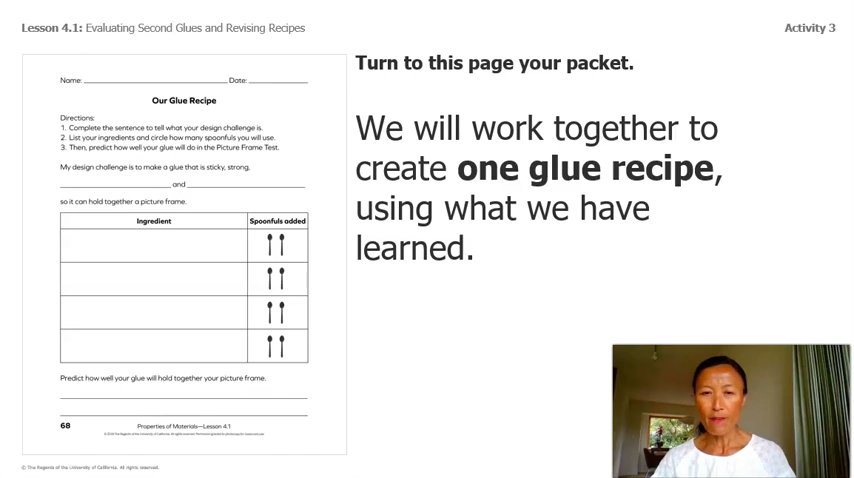 Lesson 4.1: Evaluating Second Glues and Revising Recipes
Activity 3
Turn to this page your packet.
We will work together to
create one glue recipe,
using what we have
learned.
Name: ____ Date: ____
Our Glue Recipe
Directions:
1. Complete the sentence to tell what your design challenge is.
2. List your ingredients and circle how many spoonfuls you will use.
3. Then, predict how well your glue will do in the Picture Frame Test.
My design challenge is to make a glue that is sticky, strong,
____ and ____
so it can hold together a picture frame.
Ingredient Spoonfuls added
Predict how well your glue will hold together your picture frame.
68
Properties of Materials—Lesson 4.1
© The Regents of the University of California. All rights reserved.